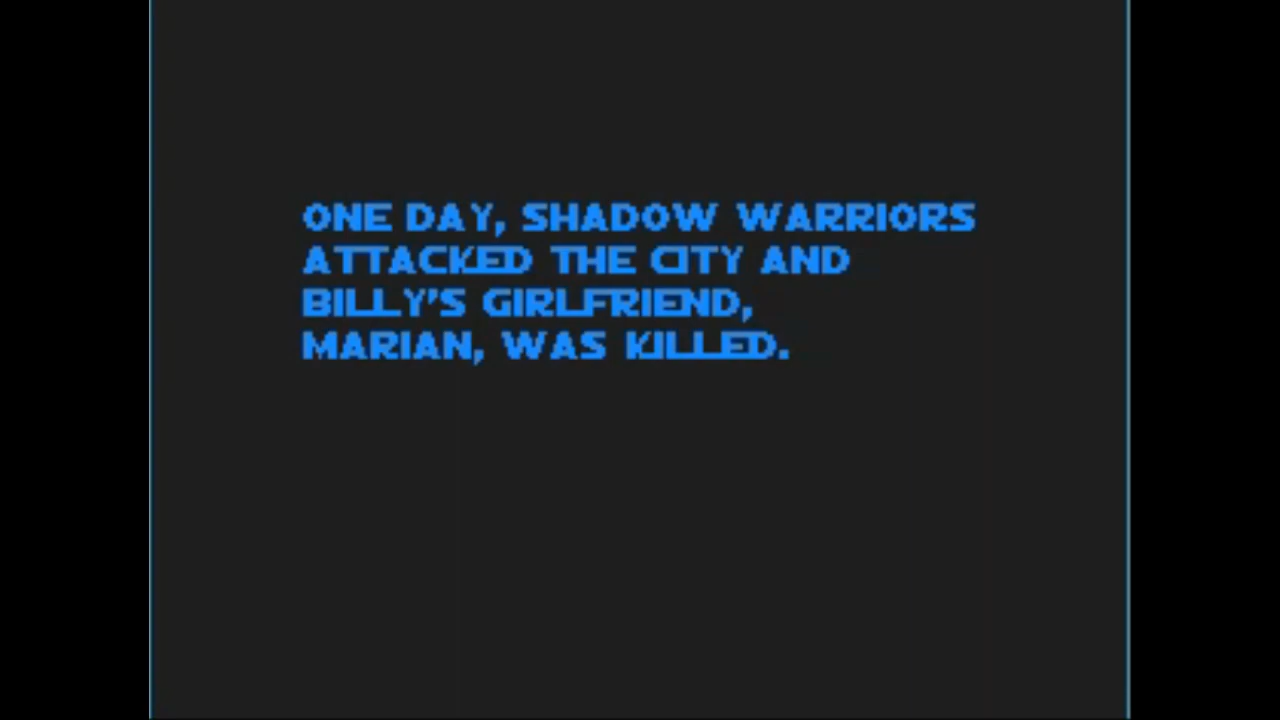 ONE DAY, SHADOW WARRIORS
ATTACKED THE CITY AND
BILLY'S GIRLFRIEND,
MARIAN, WAS KILLED.